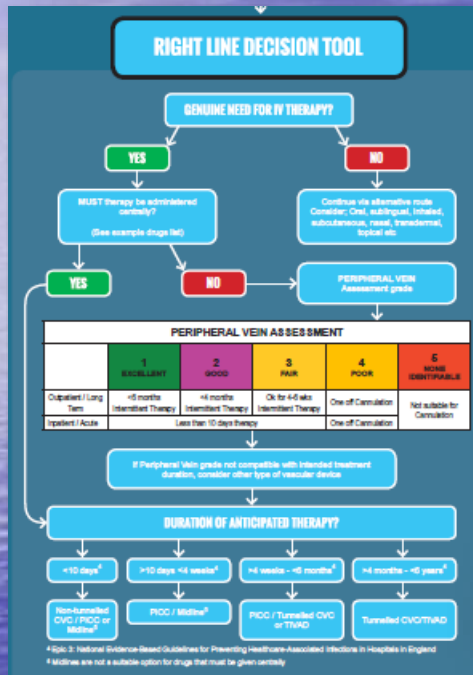 RIGHT LINE DECISION TOOL
GENUINE NEED FOR IV THERAPY?
YES
NO
MUST therapy be administered
centrally?
(See example drugs list)
Continue via alternative route
Consider; Oral, sublingual, inhaled,
subcutaneous, nasal, transdermal,
topical etc
YES
NO
PERIPHERAL VEIN
Assessment grade
PERIPHERAL VEIN ASSESSMENT
1
EXCELLENT
2
GOOD
3
FAIR
4
POOR
5
NONE
IDENTIFIABLE
Outpatient / Long
Term
months
Intermittent Therapy
<4 months
Intermittent Therapy
Ok for 4-6 wks
Intermittent Therapy
One off Cannulation
Not suitable for
Cannulation
Inpatient / Acute
Less than 10 days therapy
One off Cannulation
If Peripheral Vein grade not compatible with intended treatment
duration, consider other type of vascular device
DURATION OF ANTICIPATED THERAPY?
<10 days
>10 days <4 weeks
>4 weeks - months
>4 months - years
Non-tunnelled
CVC / PICC or
Midline
PICC / Midline
PICC / Tunnelled CVC
or TIVAD
Tunnelled CVC/TIVAD
Epic 3: National Evidence-Based Guidelines for Preventing Healthcare-Associated Infections in Hospitals in England
Midlines are not a suitable option for drugs that must be given centrally